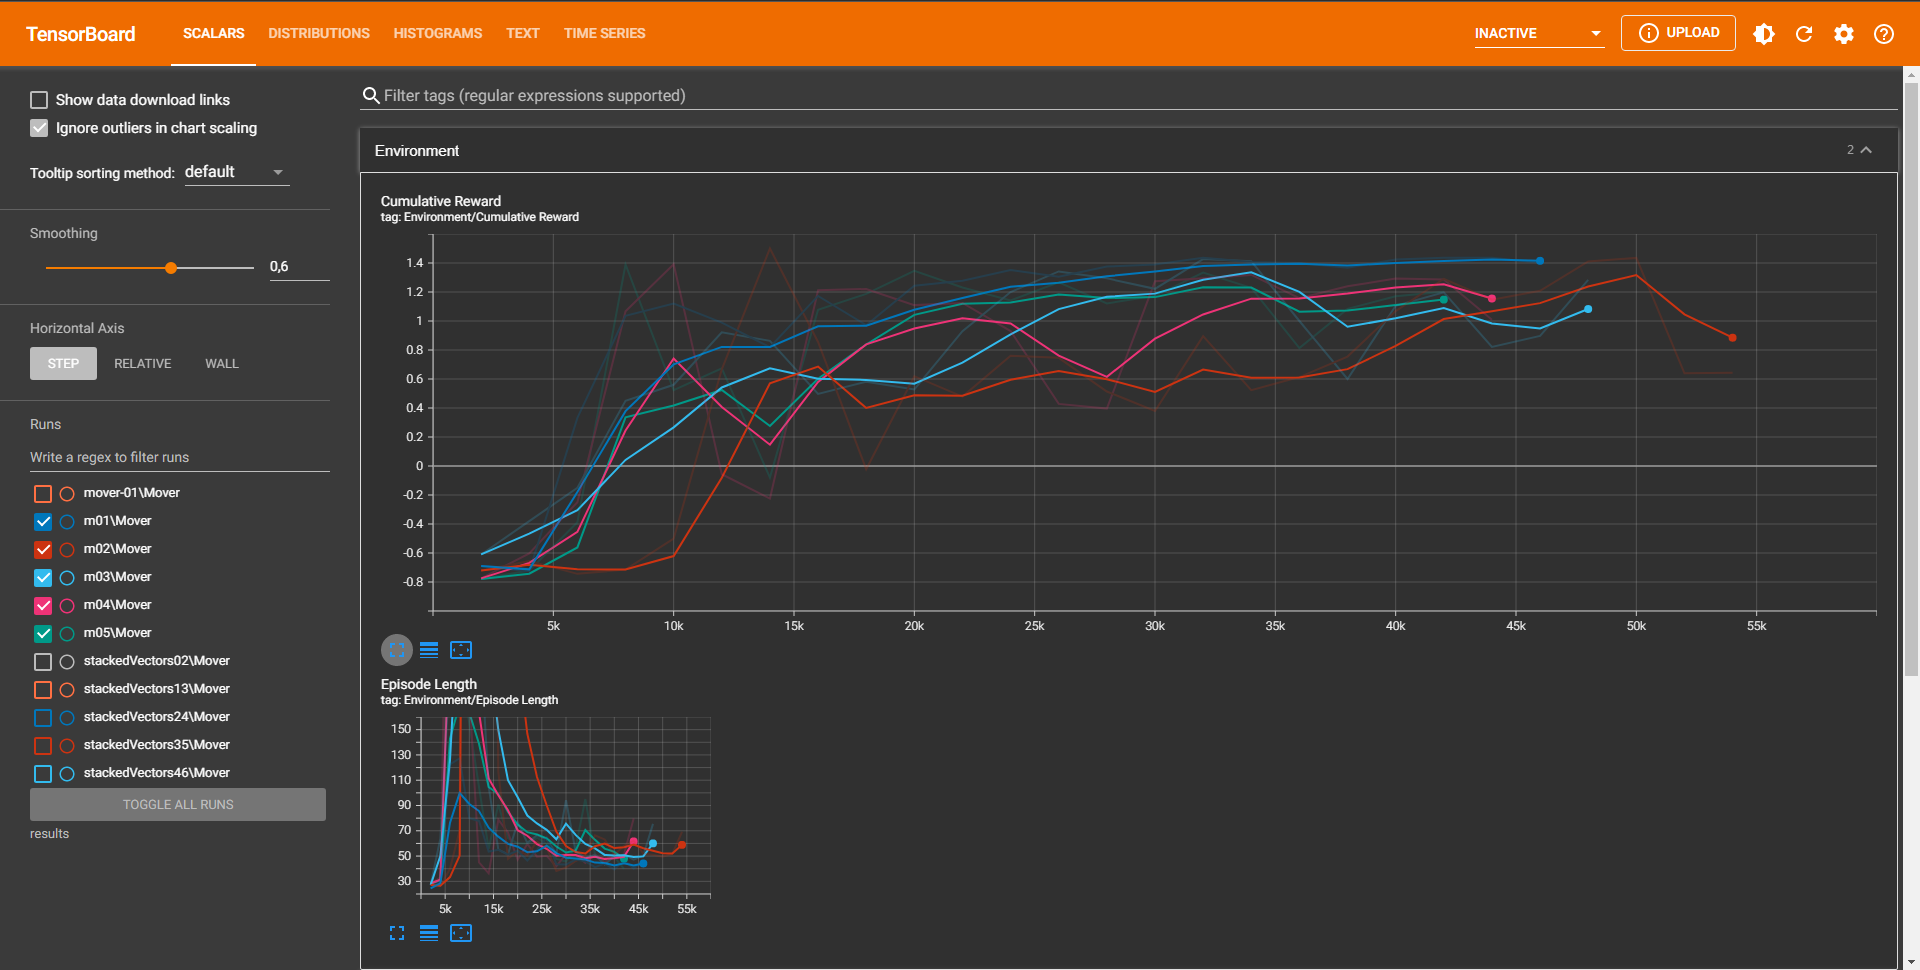 TensorBoard SCALARS DISTRIBUTIONS HISTOGRAMS TEXT TIME SERIES INACTIVE UPLOAD
Show data download links
Ignore outliers in chart scaling
Tooltip sorting method: default
Smoothing
0,6
Horizontal Axis
STEP RELATIVE WALL
Runs
Write a regex to filter runs
mover-01\Mover
m01\Mover
m02\Mover
m03\Mover
m04\Mover
m05\Mover
stackedVectors02\Mover
stackedVectors13\Mover
stackedVectors24\Mover
stackedVectors35\Mover
stackedVectors46\Mover
TOGGLE ALL RUNS
results
Filter tags (regular expressions supported)
Environment 2
Cumulative Reward
tag: Environment/Cumulative Reward
1.4
1.2
1
0.8
0.6
0.4
0.2
0
-0.2
-0.4
-0.6
-0.8
5k 10k 15k 20k 25k 30k 35k 40k 45k 50k 55k
Episode Length
tag: Environment/Episode Length
150
130
110
90
70
50
30
5k 15k 25k 35k 45k 55k